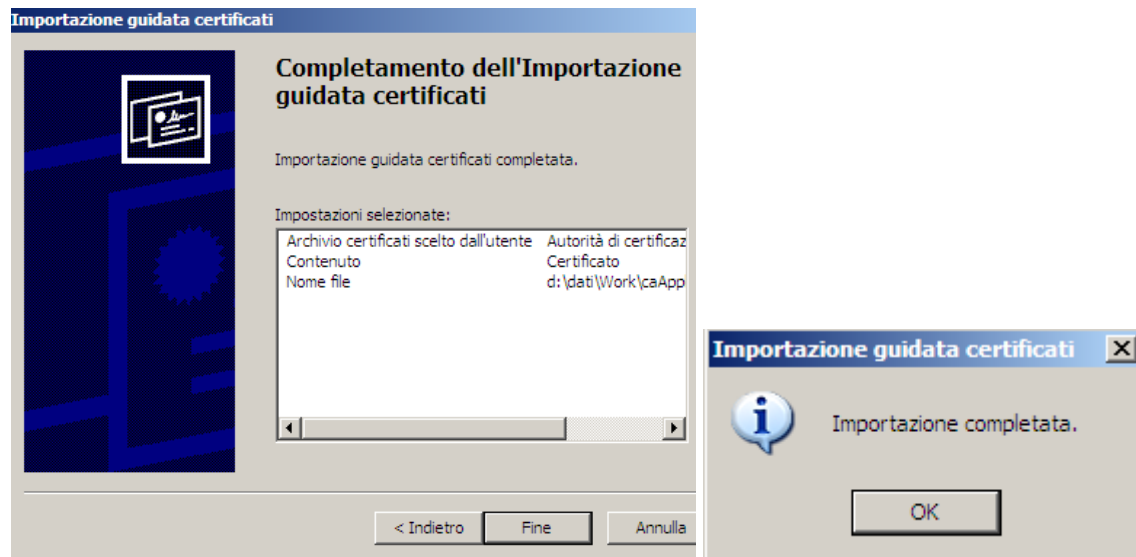 Importazione guidata certificati
Completamento dell'Importazione
guidata certificati
Importazione guidata certificati completata.
Impostazioni selezionate:
Archivio certificati scelto dall'utente Autorità di certificaz
Contenuto Certificato
Nome file d:\dati\Work\caApp
< Indietro Fine Annulla
Importazione guidata certificati
Importazione completata.
OK